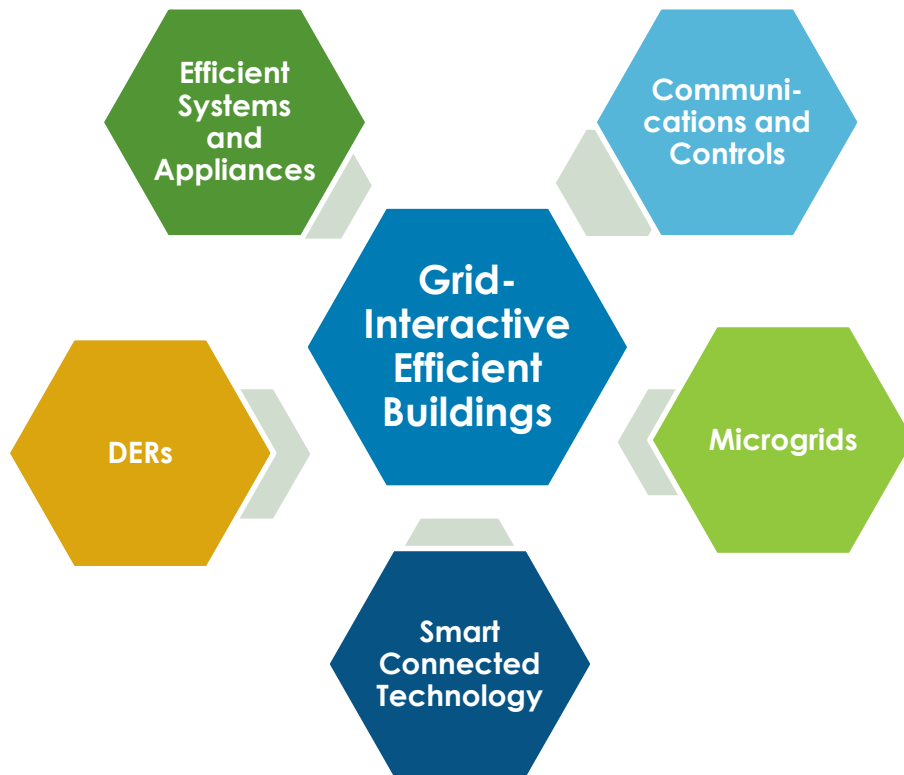 Efficient
Systems
and
Appliances
Communi-
cations and
Controls
Grid-
Interactive
Efficient
Buildings
DERs
Microgrids
Smart
Connected
Technology